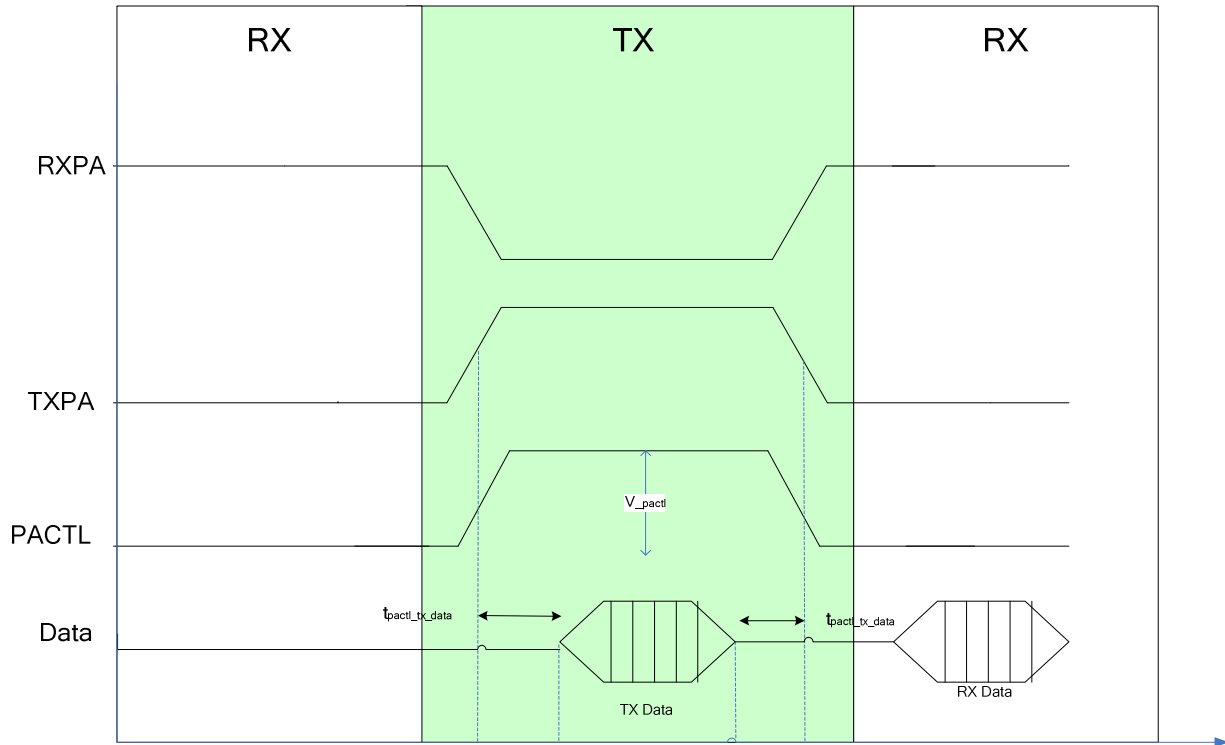 RX
TX
RX
RXPA
TXPA
PACTL
V_pactl
Data
tpactl_tx_data
tpactl_tx_data
TX Data
RX Data